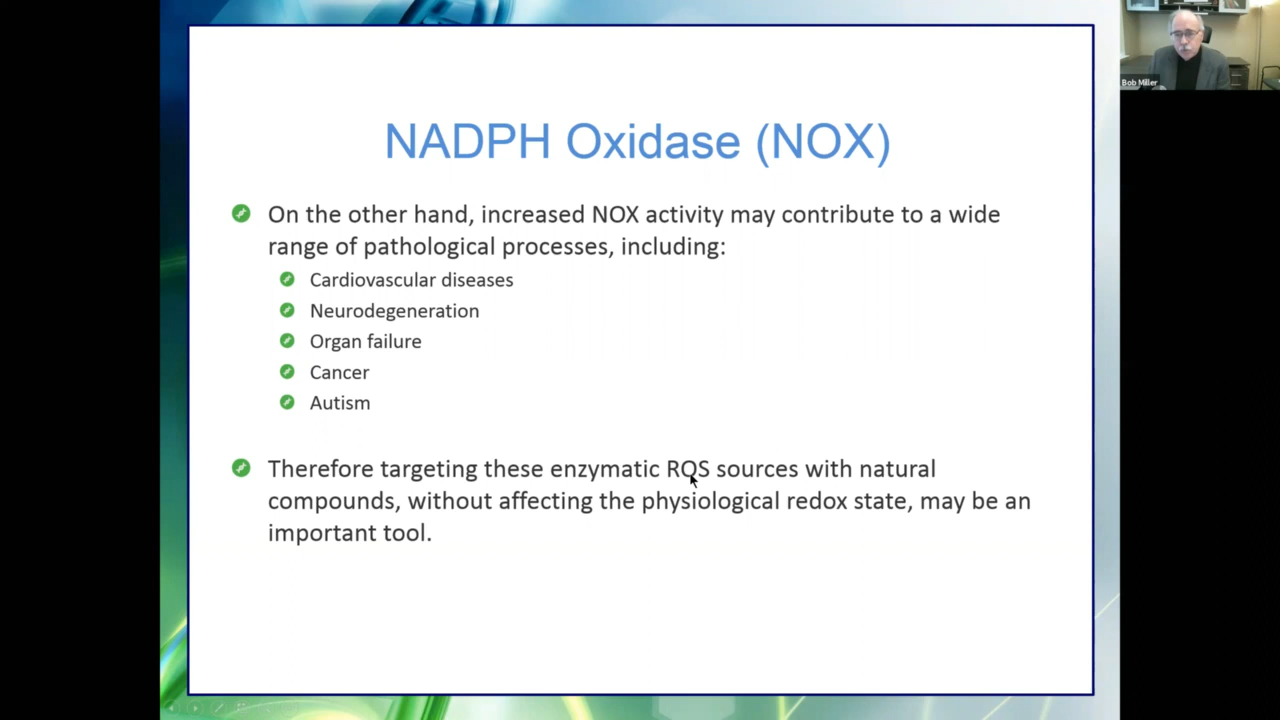 Bob Miller
NADPH Oxidase (NOX)
On the other hand, increased NOX activity may contribute to a wide
range of pathological processes, including:
Cardiovascular diseases
Neurodegeneration
Organ failure
Cancer
Autism
Therefore targeting these enzymatic ROS sources with natural
compounds, without affecting the physiological redox state, may be an
important tool.